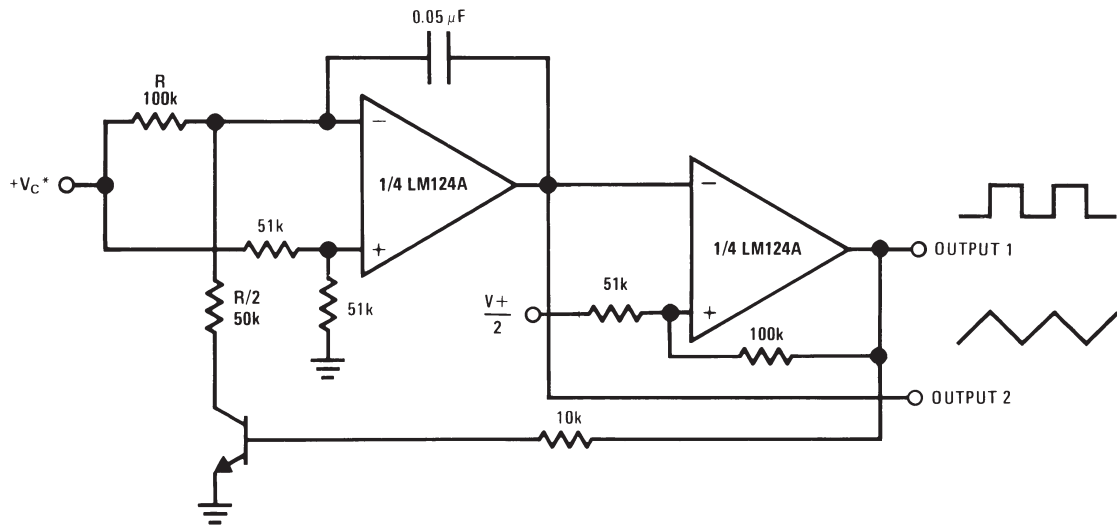 0.05 μF
R
100k
−
+VC*
1/4 LM124A
51k
+
51k
R/2
50k
−
1/4 LM124A
OUTPUT 1
V+
2
51k
+
100k
OUTPUT 2
10k